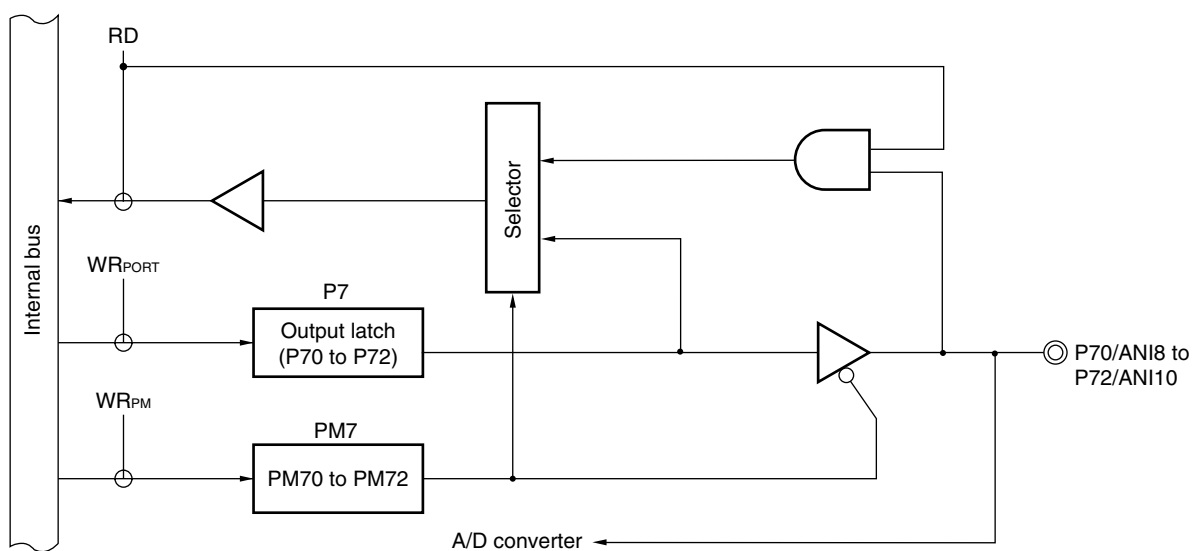 RD
Internal bus
Selector
WRPORT
P7
Output latch
(P70 to P72)
P70/ANI8 to
P72/ANI10
WRPM
PM7
PM70 to PM72
A/D converter